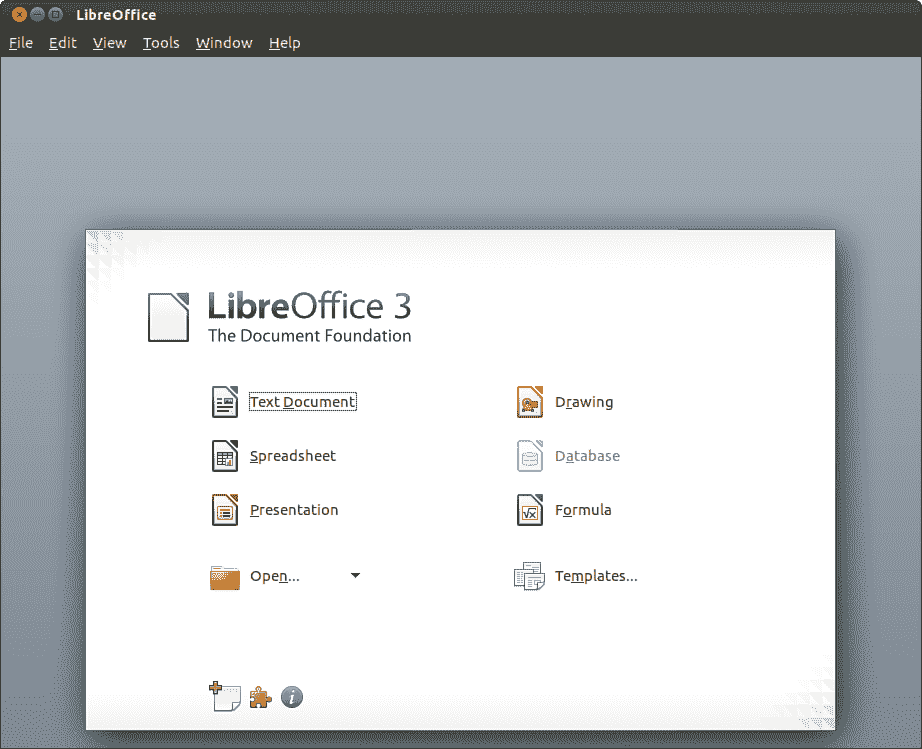 LibreOffice
File Edit View Tools Window Help
LibreOffice 3
The Document Foundation
Text Document
Drawing
Spreadsheet
Database
Presentation
Formula
Open...
Templates...